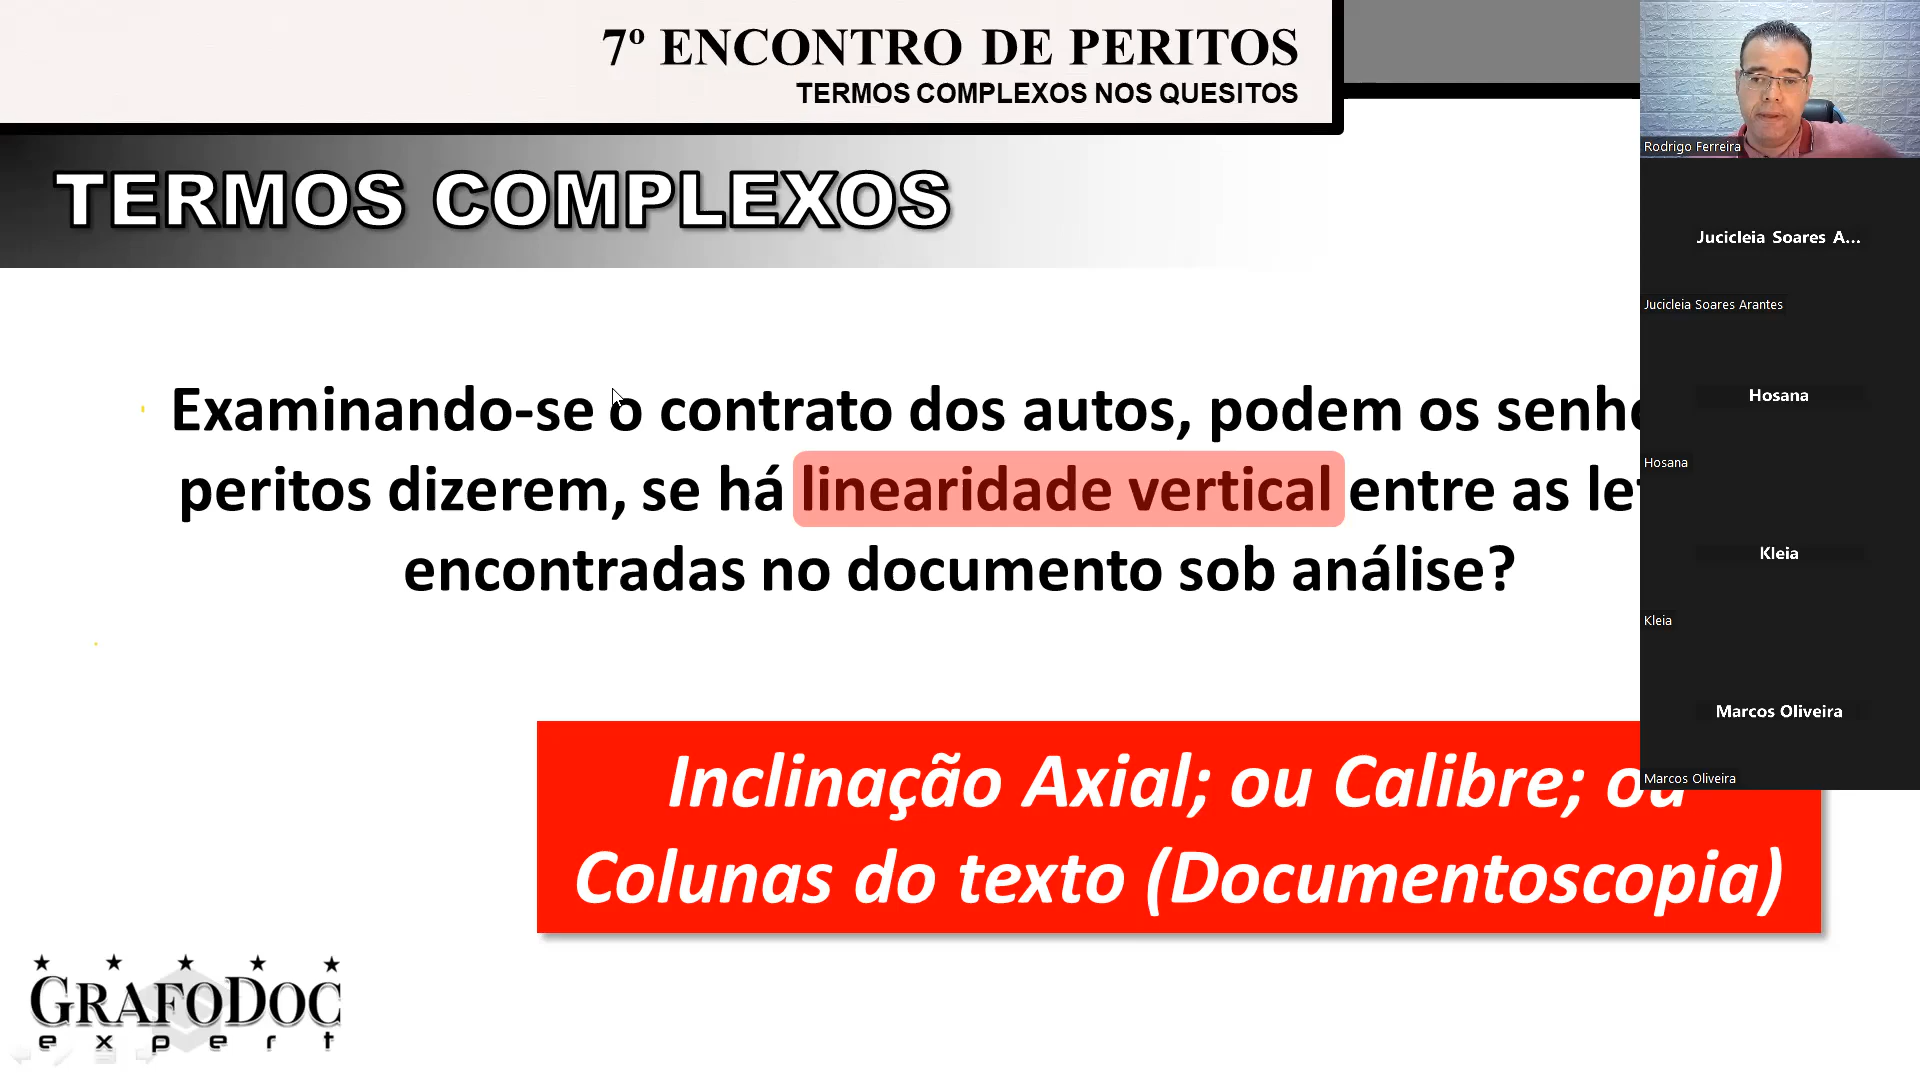 7º ENCONTRO DE PERITOS
TERMOS COMPLEXOS NOS QUESITOS
TERMOS COMPLEXOS
Examinando-se o contrato dos autos, podem os
peritos dizerem, se há linearidade vertical entre as
encontradas no documento sob análise?
Inclinação Axial; ou Calibre; ou
Colunas do texto (Documentoscopia)
GRAFODOC
expert
Rodrigo Ferreira
Jucicleia Soares A...
Jucicleia Soares Arantes
Hosana
Hosana
Kleia
Kleia
Marcos Oliveira
Marcos Oliveira